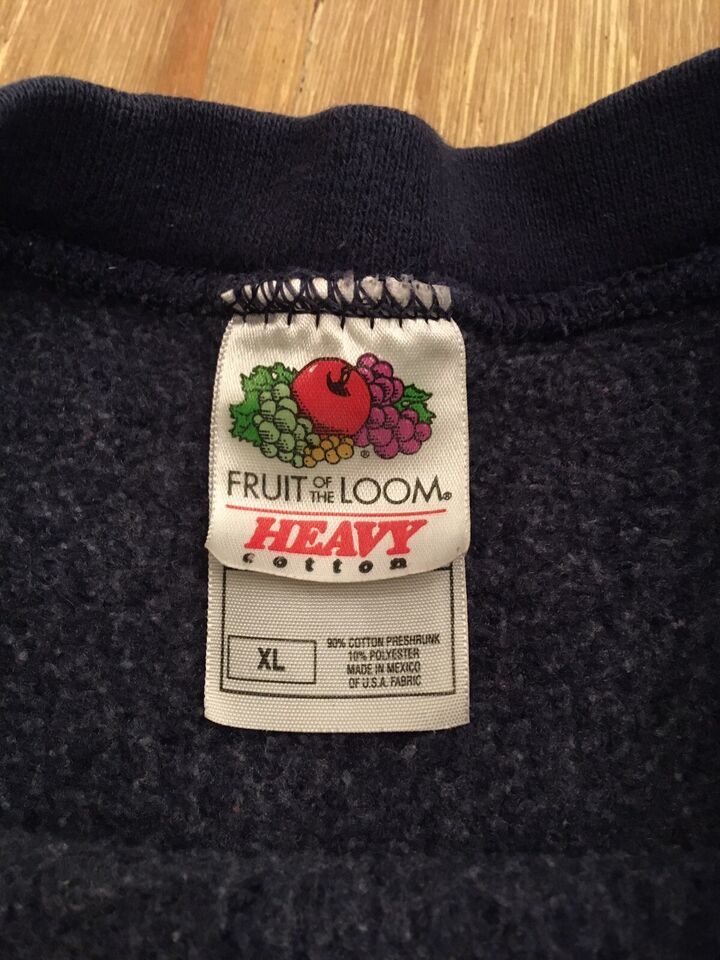 ®
FRUIT OF THE LOOM®
HEAVY
cotton
XL
90% COTTON PRESHRUNK
10% POLYESTER
MADE IN MEXICO
OF U.S.A. FABRIC